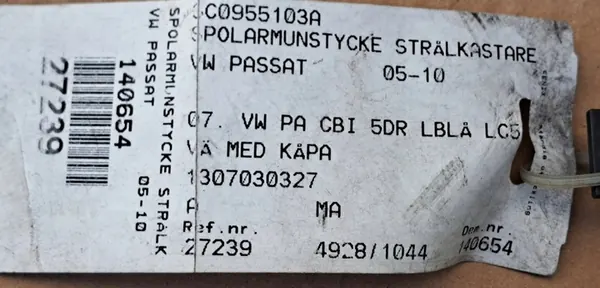 3C0955103A
SPOLARMUNSTYCKE STRÅLKASTARE
VW PASSAT 05-10
07. VW PA CBI 5DR LBLÅ LC5
VÄ MED KÅPA
1307030327
A MA
Ref.nr.
27239 4928/1044 140654
SPOLARMUNSTYCKE STRÅLK
VW PASSAT 05-10
140654
27239